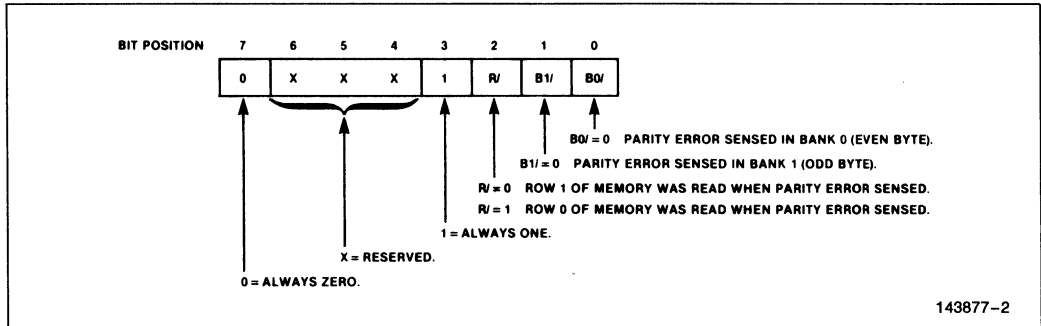 BIT POSITION 7 6 5 4 3 2 1 0
0 X X X 1 R/ B1/ B0/
B0/ = 0 PARITY ERROR SENSED IN BANK 0 (EVEN BYTE).
B1/ = 0 PARITY ERROR SENSED IN BANK 1 (ODD BYTE).
R/ = 0 ROW 1 OF MEMORY WAS READ WHEN PARITY ERROR SENSED.
R/ = 1 ROW 0 OF MEMORY WAS READ WHEN PARITY ERROR SENSED.
1 = ALWAYS ONE.
X = RESERVED.
0 = ALWAYS ZERO.
143877-2